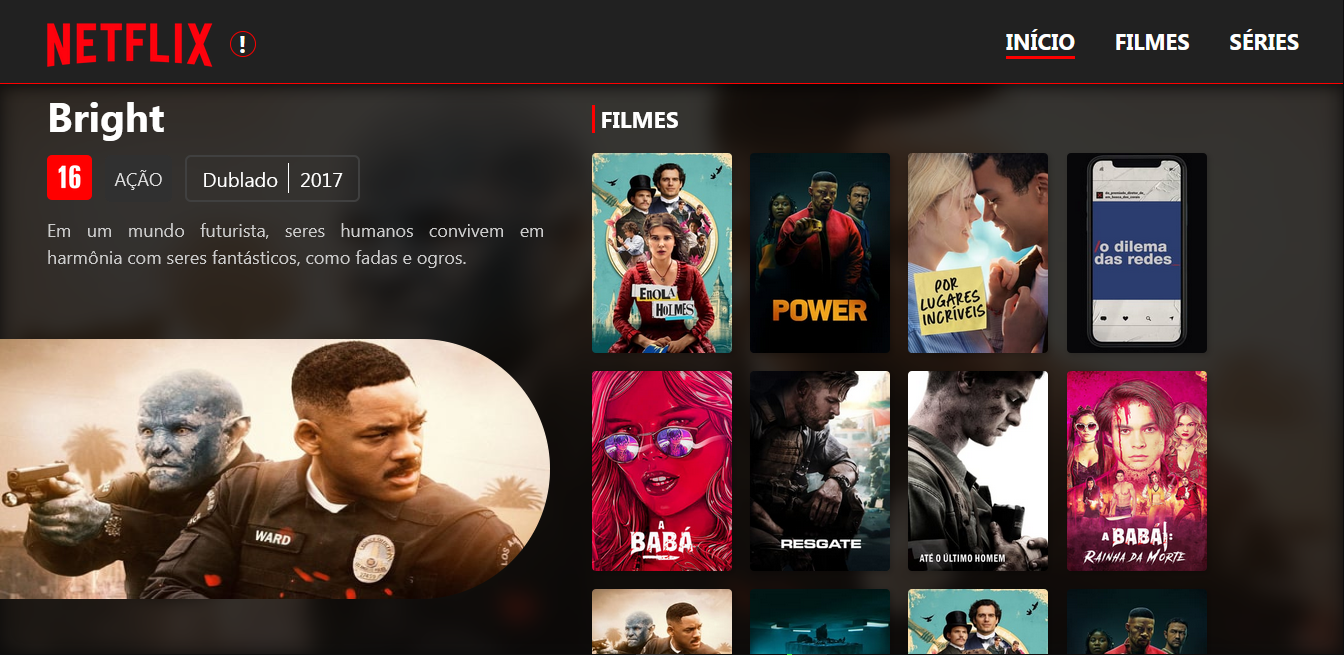 NETFLIX
!
INÍCIO
FILMES
SÉRIES
Bright
16
AÇÃO
Dublado
2017
Em um mundo futurista, seres humanos convivem em
harmônia com seres fantásticos, como fadas e ogros.
WARD
LOS A
FILMES
ENOLA
HOLMES
POWER
POR
LUGARES
INCRÍVEIS
/o dilema
das redes
A
BABÁ
RESGATE
ATÉ O ÚLTIMO HOMEM
A BABÁ:
RAINHA DA MORTE